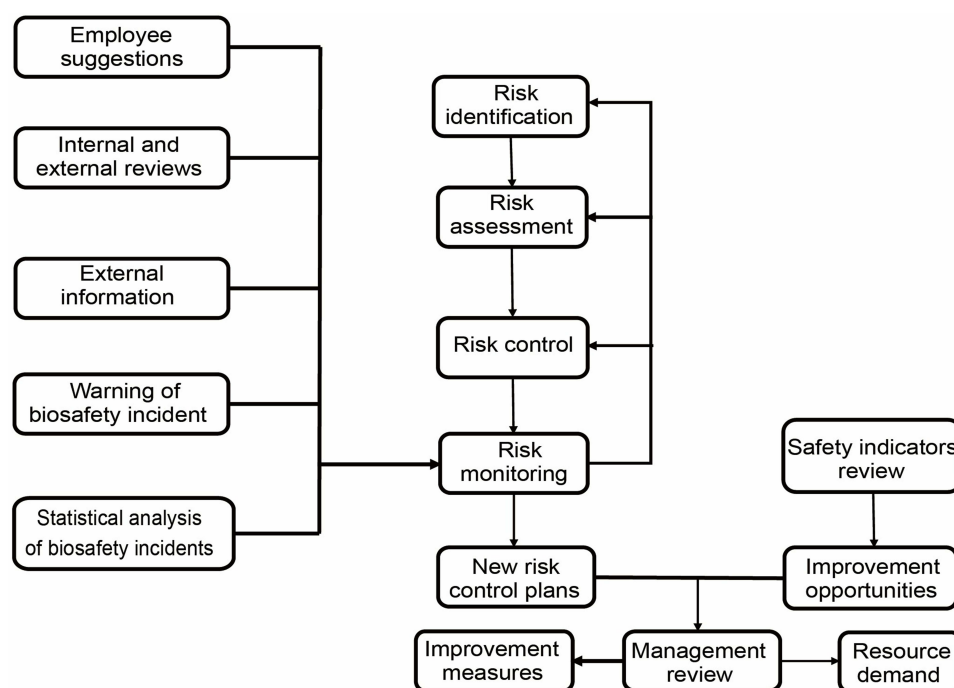 Employee
suggestions
Internal and
external reviews
External
information
Warning of
biosafety incident
Statistical analysis
of biosafety incidents
Risk
identification
Risk
assessment
Risk control
Risk
monitoring
New risk
control plans
Safety indicators
review
Improvement
opportunities
Improvement
measures
Management
review
Resource
demand